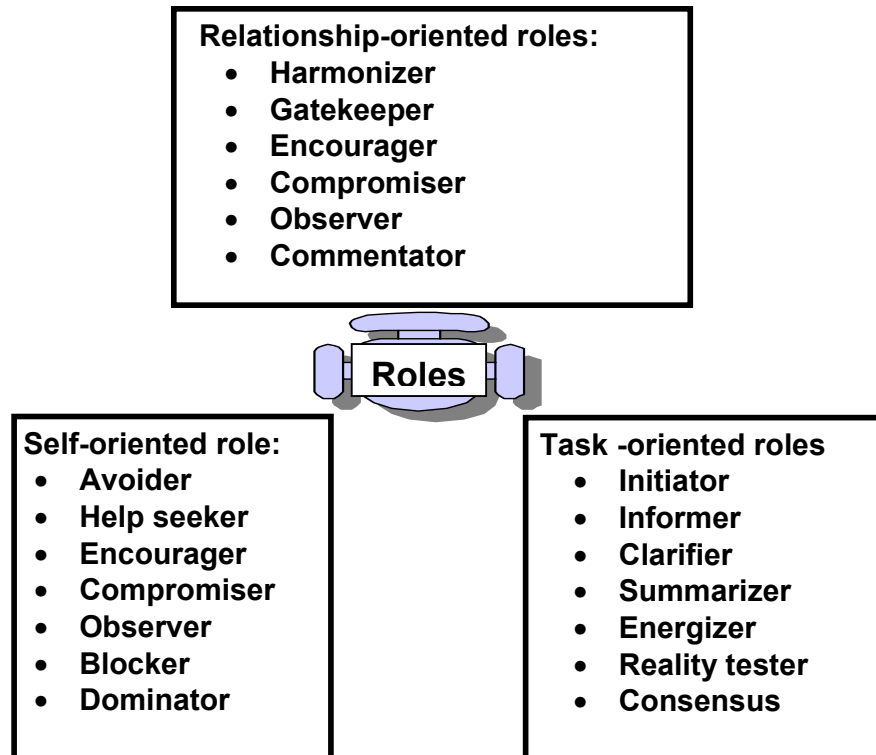 Relationship-oriented roles:
• Harmonizer
• Gatekeeper
• Encourager
• Compromiser
• Observer
• Commentator
Roles
Self-oriented role:
• Avoider
• Help seeker
• Encourager
• Compromiser
• Observer
• Blocker
• Dominator
Task -oriented roles
• Initiator
• Informer
• Clarifier
• Summarizer
• Energizer
• Reality tester
• Consensus